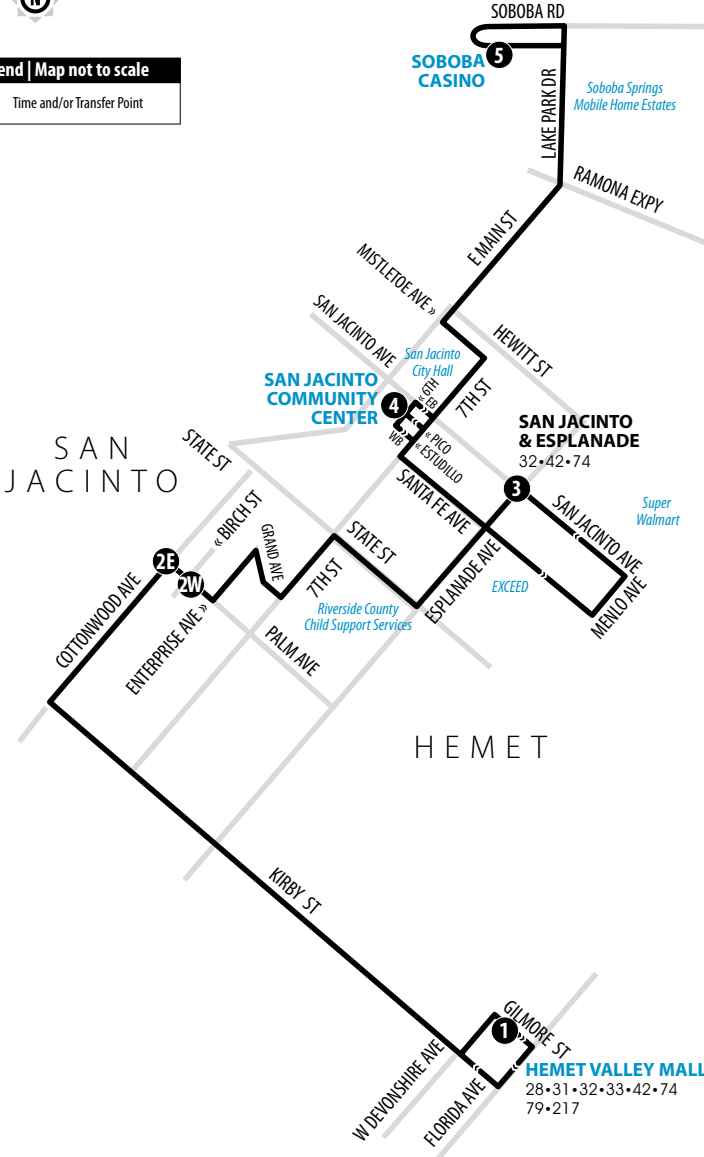 N
SOBOBA RD
end | Map not to scale
Time and/or Transfer Point
5
SOBOBA
CASINO
LAKE PARK DR
Soboba Springs
Mobile Home Estates
RAMONA EXPY
E MAIN ST
MISTLETOE AVE »
SAN JACINTO AVE
HEWITT ST
San Jacinto
City Hall
SAN JACINTO
COMMUNITY
CENTER
4
« 6TH
EB
7TH ST
WB
« PICO
« ESTUDILLO
SAN JACINTO
& ESPLANADE
32•42•74
3
SAN
JACINTO
STATE ST
SANTA FE AVE
SAN JACINTO AVE
Super
Walmart
« BIRCH ST
GRAND AVE
STATE ST
7TH ST
ESPLANADE AVE
EXCEED
MENLO AVE
2E
2W
Riverside County
Child Support Services
COTTONWOOD AVE
ENTERPRISE AVE »
PALM AVE
HEMET
KIRBY ST
GILMORE ST
1
W DEVONSHIRE AVE
FLORIDA AVE
HEMET VALLEY MALL
28•31•32•33•42•74
79•217